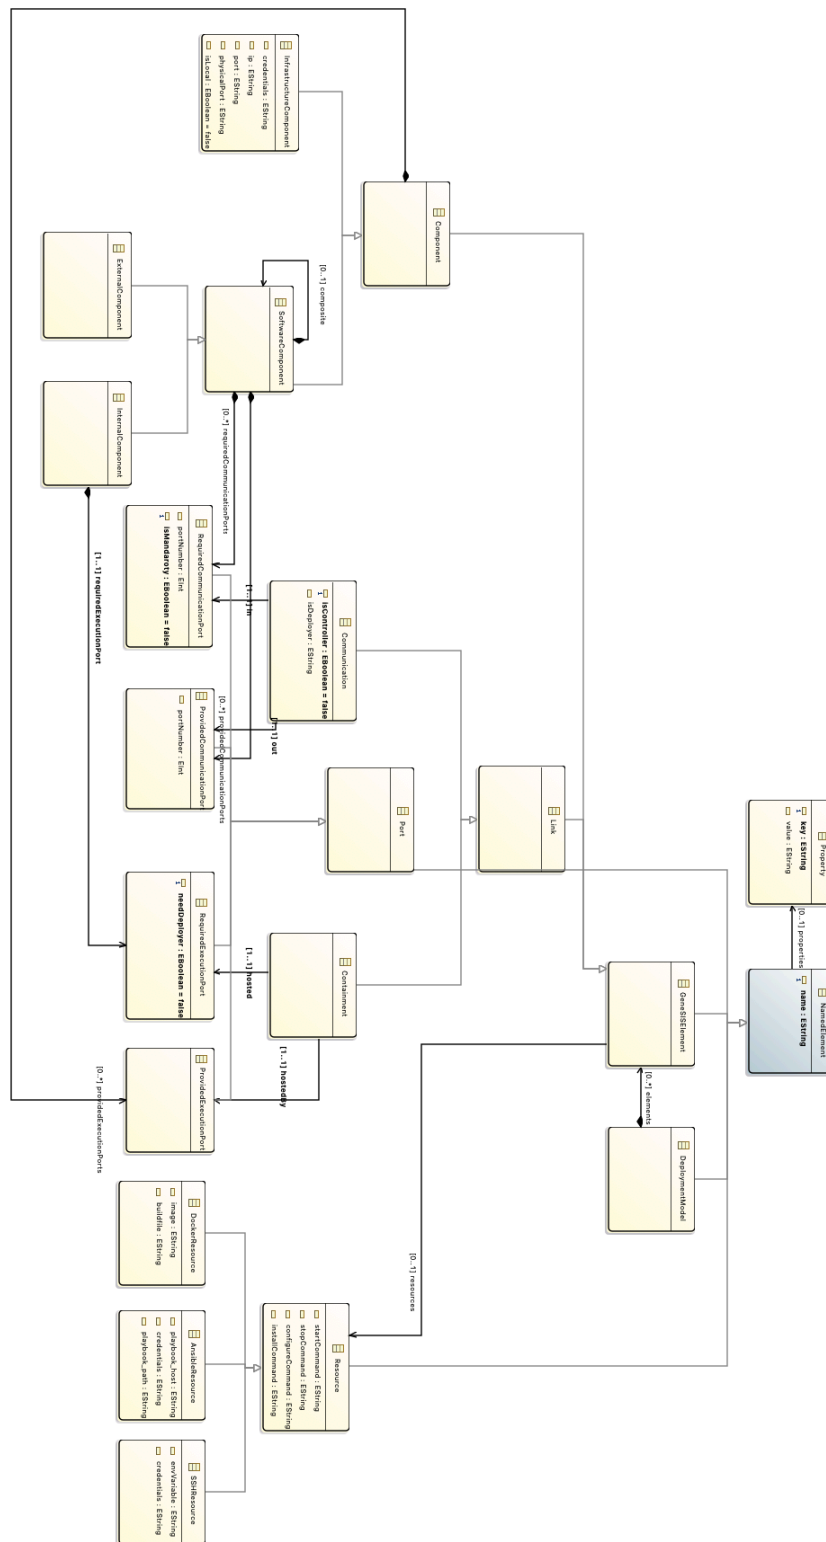 NamedElement
name : EString
[0..1] properties
Property
key : EString
value : EString
GeneSISElement
[0..*] elements
DeploymentModel
[0..1] resources
Component
Link
Port
InfrastructureComponent
credentials : EString
ip : EString
port : EString
physicalPort : EString
isLocal : EBoolean = false
[0..1] composite
SoftwareComponent
Communication
isController : EBoolean = false
isDeployer : EString
Containment
Resource
startCommand : EString
stopCommand : EString
configureCommand : EString
installCommand : EString
[0..*] requiredCommunicationPorts
[1..1] in
[1..1] out
[0..*] providedCommunicationPorts
[1..1] hosted
[1..1] hostedBy
ExternalComponent
InternalComponent
RequiredCommunicationPort
portNumber : EInt
isMandaroty : EBoolean = false
ProvidedCommunicationPort
portNumber : EInt
RequiredExecutionPort
needDeployer : EBoolean = false
ProvidedExecutionPort
DockerResource
image : EString
buildfile : EString
AnsibleResource
playbook_host : EString
credentials : EString
playbook_path : EString
SSHResource
envVariable : EString
credentials : EString
[1..1] requiredExecutionPort
[0..*] providedExecutionPorts